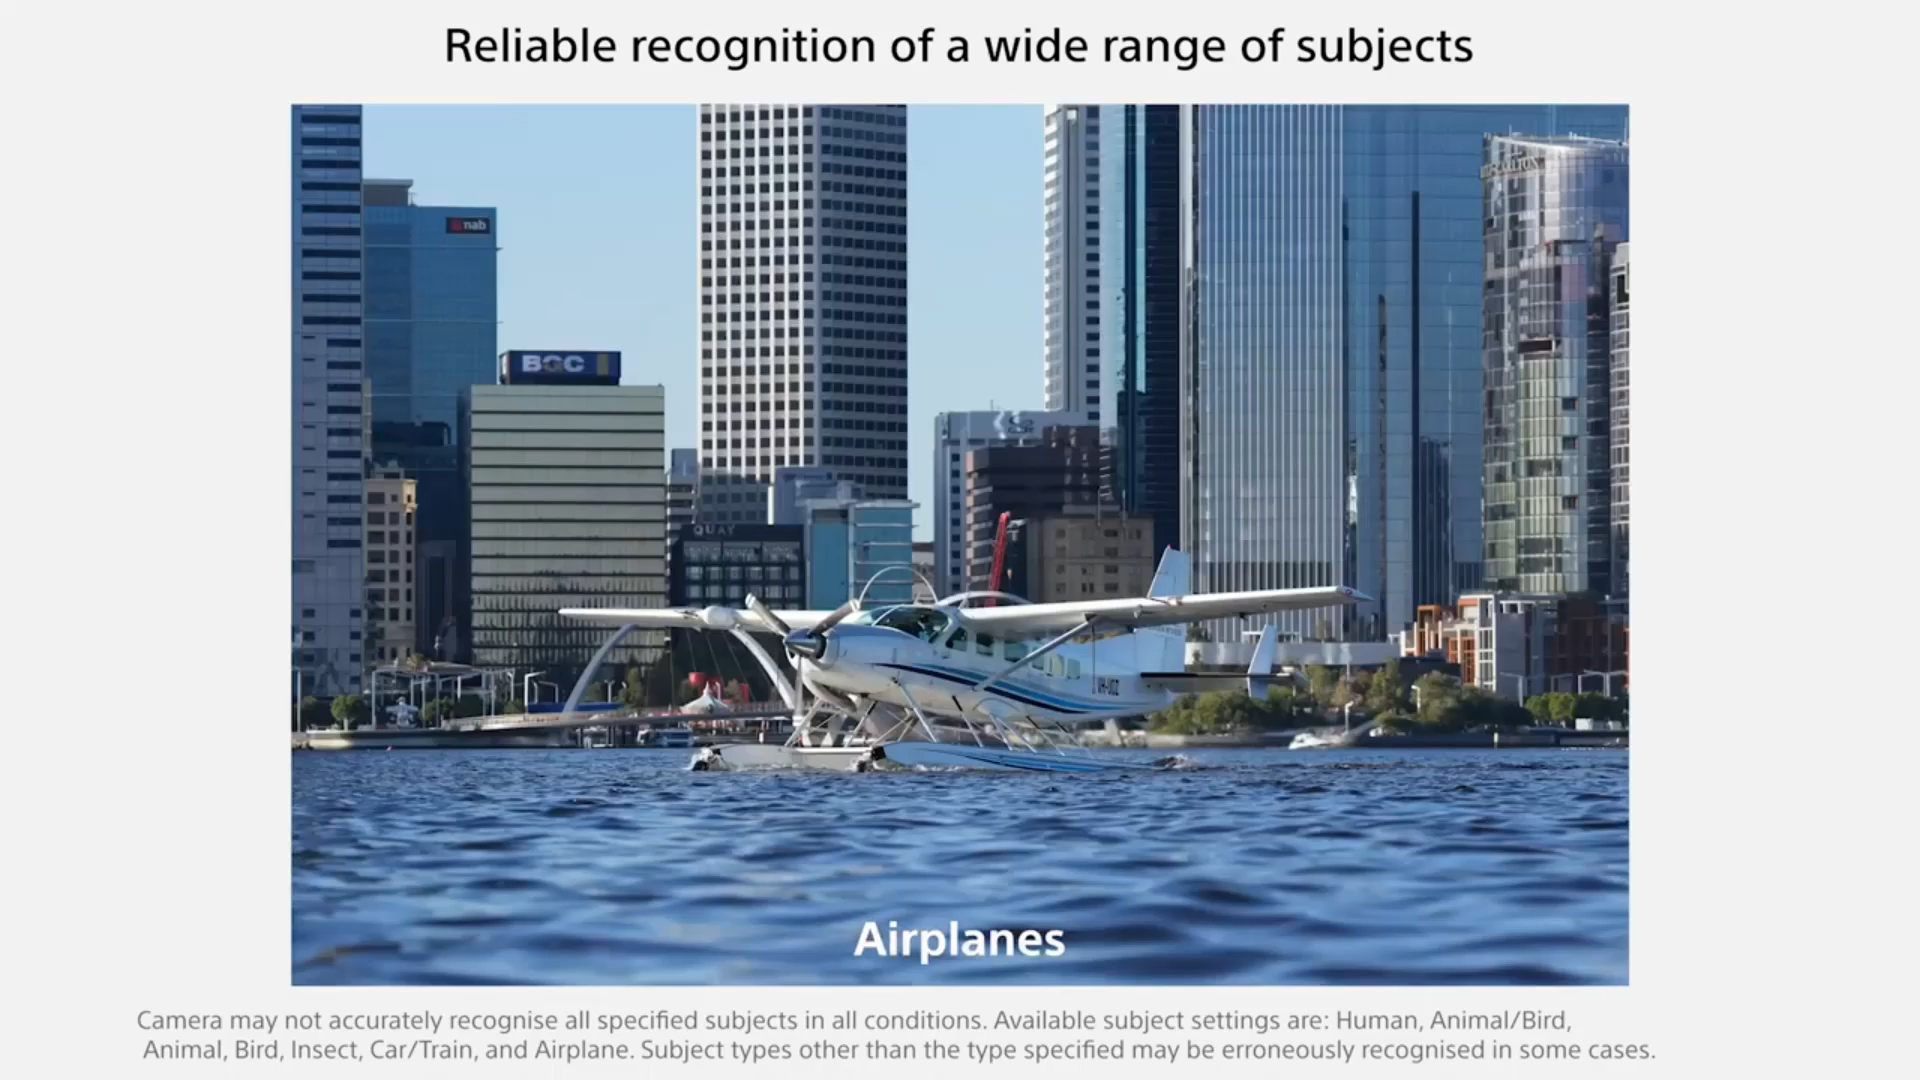 Reliable recognition of a wide range of subjects
nab
BGC
QUAY
Airplanes
Camera may not accurately recognise all specified subjects in all conditions. Available subject settings are: Human, Animal/Bird,
Animal, Bird, Insect, Car/Train, and Airplane. Subject types other than the type specified may be erroneously recognised in some cases.